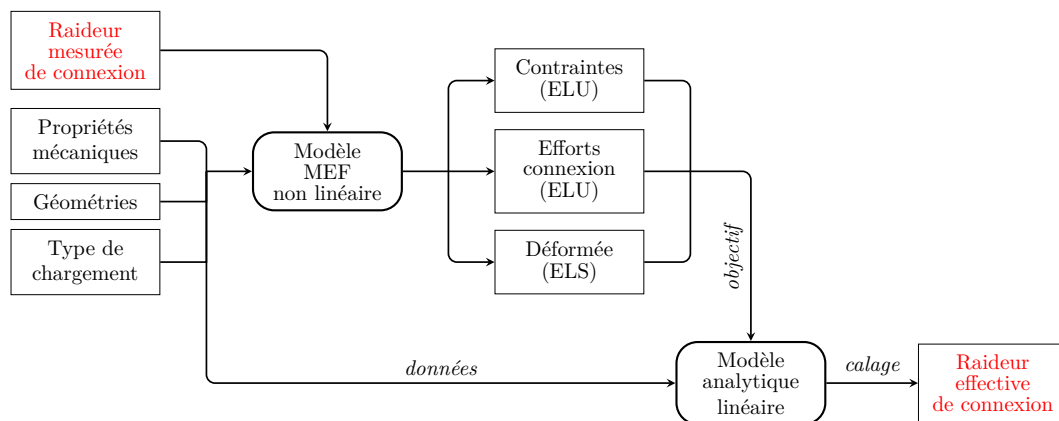 Raideur
mesurée
de connexion
Propriétés
mécaniques
Géométries
Type de
chargement
Modèle
MEF
non linéaire
Contraintes
(ELU)
Efforts
connexion
(ELU)
Déformée
(ELS)
objectif
données
Modèle
analytique
linéaire
calage
Raideur
effective
de connexion